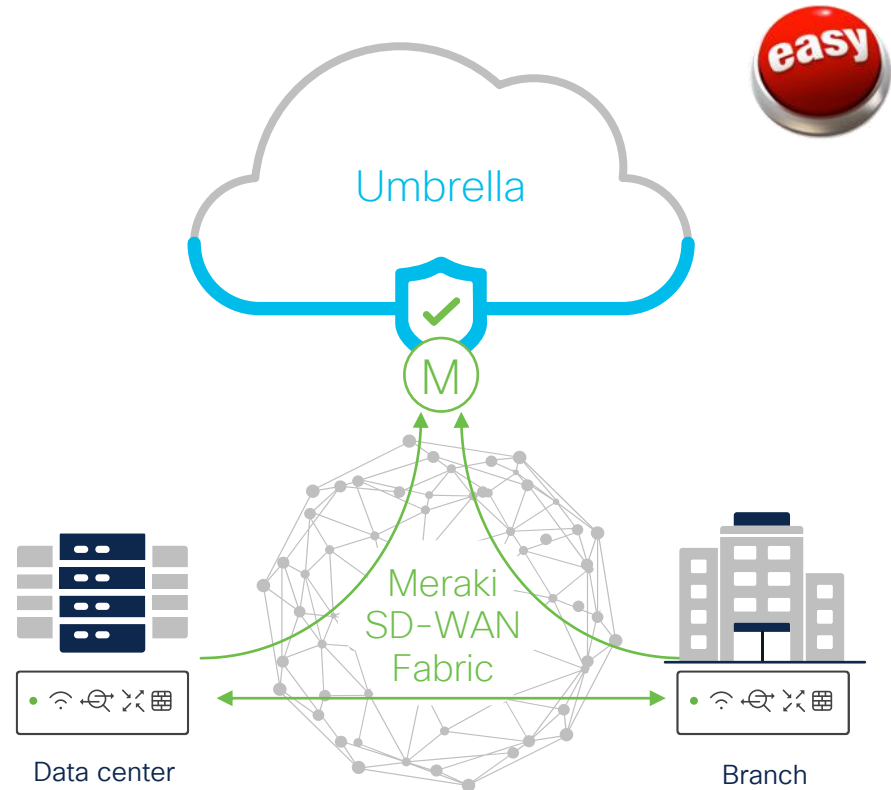 easy
Umbrella
M
Meraki
SD-WAN
Fabric
Data center
Branch